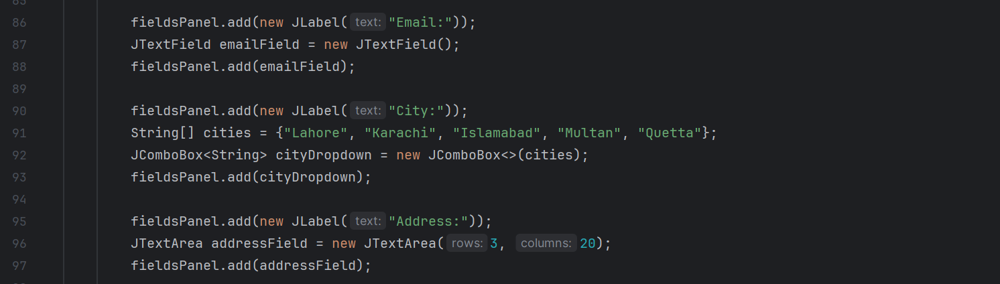 86 fieldsPanel.add(new JLabel( text: "Email:"));
87 JTextField emailField = new JTextField();
88 fieldsPanel.add(emailField);
89
90 fieldsPanel.add(new JLabel( text: "City:"));
91 String[] cities = {"Lahore", "Karachi", "Islamabad", "Multan", "Quetta"};
92 JComboBox<String> cityDropdown = new JComboBox<>(cities);
93 fieldsPanel.add(cityDropdown);
94
95 fieldsPanel.add(new JLabel( text: "Address:"));
96 JTextArea addressField = new JTextArea( rows: 3, columns: 20);
97 fieldsPanel.add(addressField);